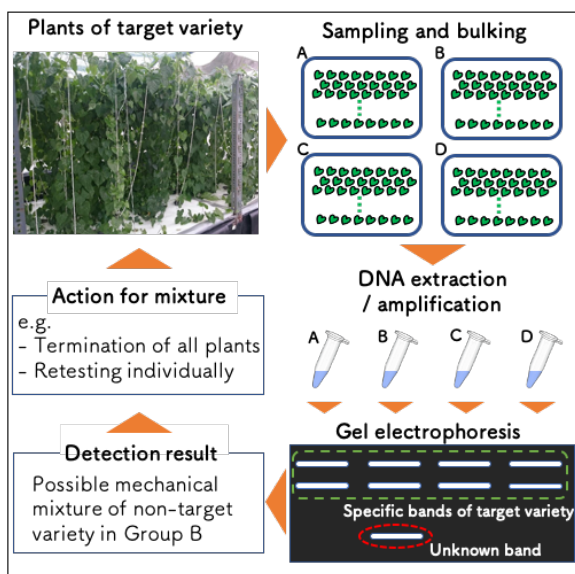 Plants of target variety
Sampling and bulking
A
B
C
D
DNA extraction
/ amplification
A
B
C
D
Gel electrophoresis
Specific bands of target variety
Unknown band
Detection result
Possible mechanical
mixture of non-target
variety in Group B
Action for mixture
e.g.
- Termination of all plants
- Retesting individually